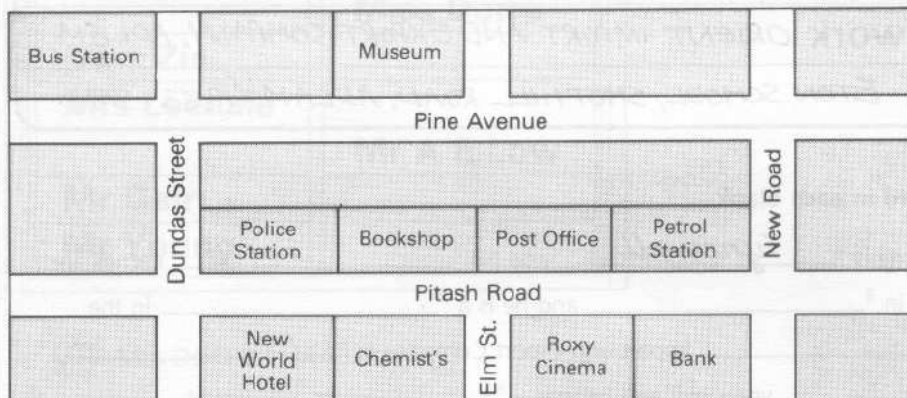 Bus Station
Museum
Pine Avenue
Dundas Street
New Road
Police
Station
Bookshop
Post Office
Petrol
Station
Pitash Road
New
World
Hotel
Chemist's
Elm St.
Roxy
Cinema
Bank